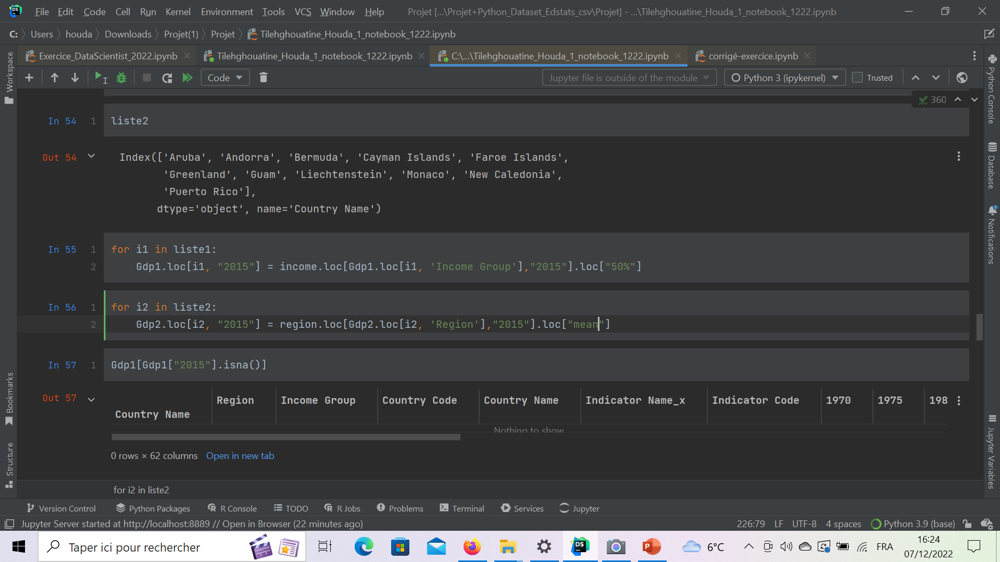 DS File Edit Code Cell Run Kernel Environment Tools VCS Window Help Projet [...\Projet+Python_Dataset_Edstats_csv\Projet] - ...\Tilehghouatine_Houda_1_notebook_1222.ipynb
C: Users houda Downloads Projet(1) Projet Tilehghouatine_Houda_1_notebook_1222.ipynb
Exercice_DataScientist_2022.ipynb Tilehghouatine_Houda_1_notebook_1222.ipynb C:\...\Tilehghouatine_Houda_1_notebook_1222.ipynb corrigé-exercice.ipynb
Code Jupyter file is outside of the module Python 3 (ipykernel) Trusted
360
In 54 1 liste2
Out 54 Index(['Aruba', 'Andorra', 'Bermuda', 'Cayman Islands', 'Faroe Islands',
'Greenland', 'Guam', 'Liechtenstein', 'Monaco', 'New Caledonia',
'Puerto Rico'],
dtype='object', name='Country Name')
In 55 1 for i1 in liste1:
2 Gdp1.loc[i1, "2015"] = income.loc[Gdp1.loc[i1, 'Income Group'],"2015"].loc["50%"]
In 56 1 for i2 in liste2:
2 Gdp2.loc[i2, "2015"] = region.loc[Gdp2.loc[i2, 'Region'],"2015"].loc["mean"]
In 57 1 Gdp1[Gdp1["2015"].isna()]
Out 57 Region Income Group Country Code Country Name Indicator Name_x Indicator Code 1970 1975 198
Country Name
Nothing to show
0 rows × 62 columns Open in new tab
for i2 in liste2
Workspace
Bookmarks
Structure
Python Console
Database
Notifications
Jupyter Variables
Version Control Python Packages R Console TODO R Jobs Problems Terminal Services Jupyter
Jupyter Server started at http://localhost:8889 // Open in Browser (22 minutes ago) 226:79 LF UTF-8 4 spaces Python 3.9 (base)
Taper ici pour rechercher DS P 6°C FRA 16:24
07/12/2022